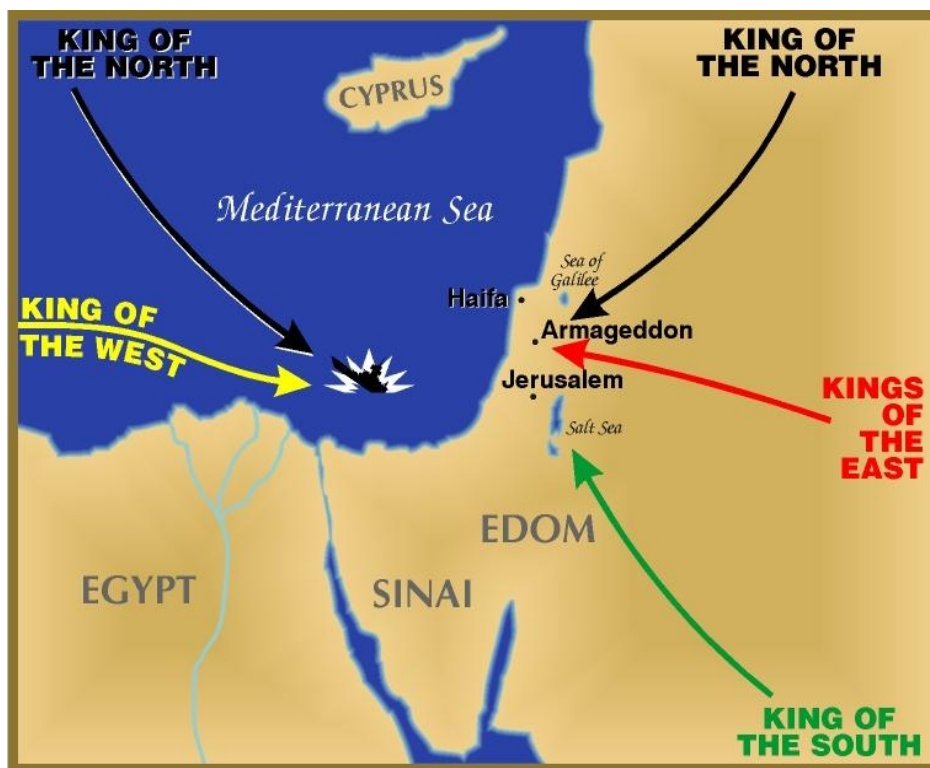 KING OF
THE NORTH
KING OF
THE NORTH
CYPRUS
Mediterranean Sea
Sea of
Galilee
Haifa
Armageddon
KING OF
THE WEST
Jerusalem
KINGS
OF
THE
EAST
Salt Sea
EDOM
EGYPT
SINAI
KING OF
THE SOUTH